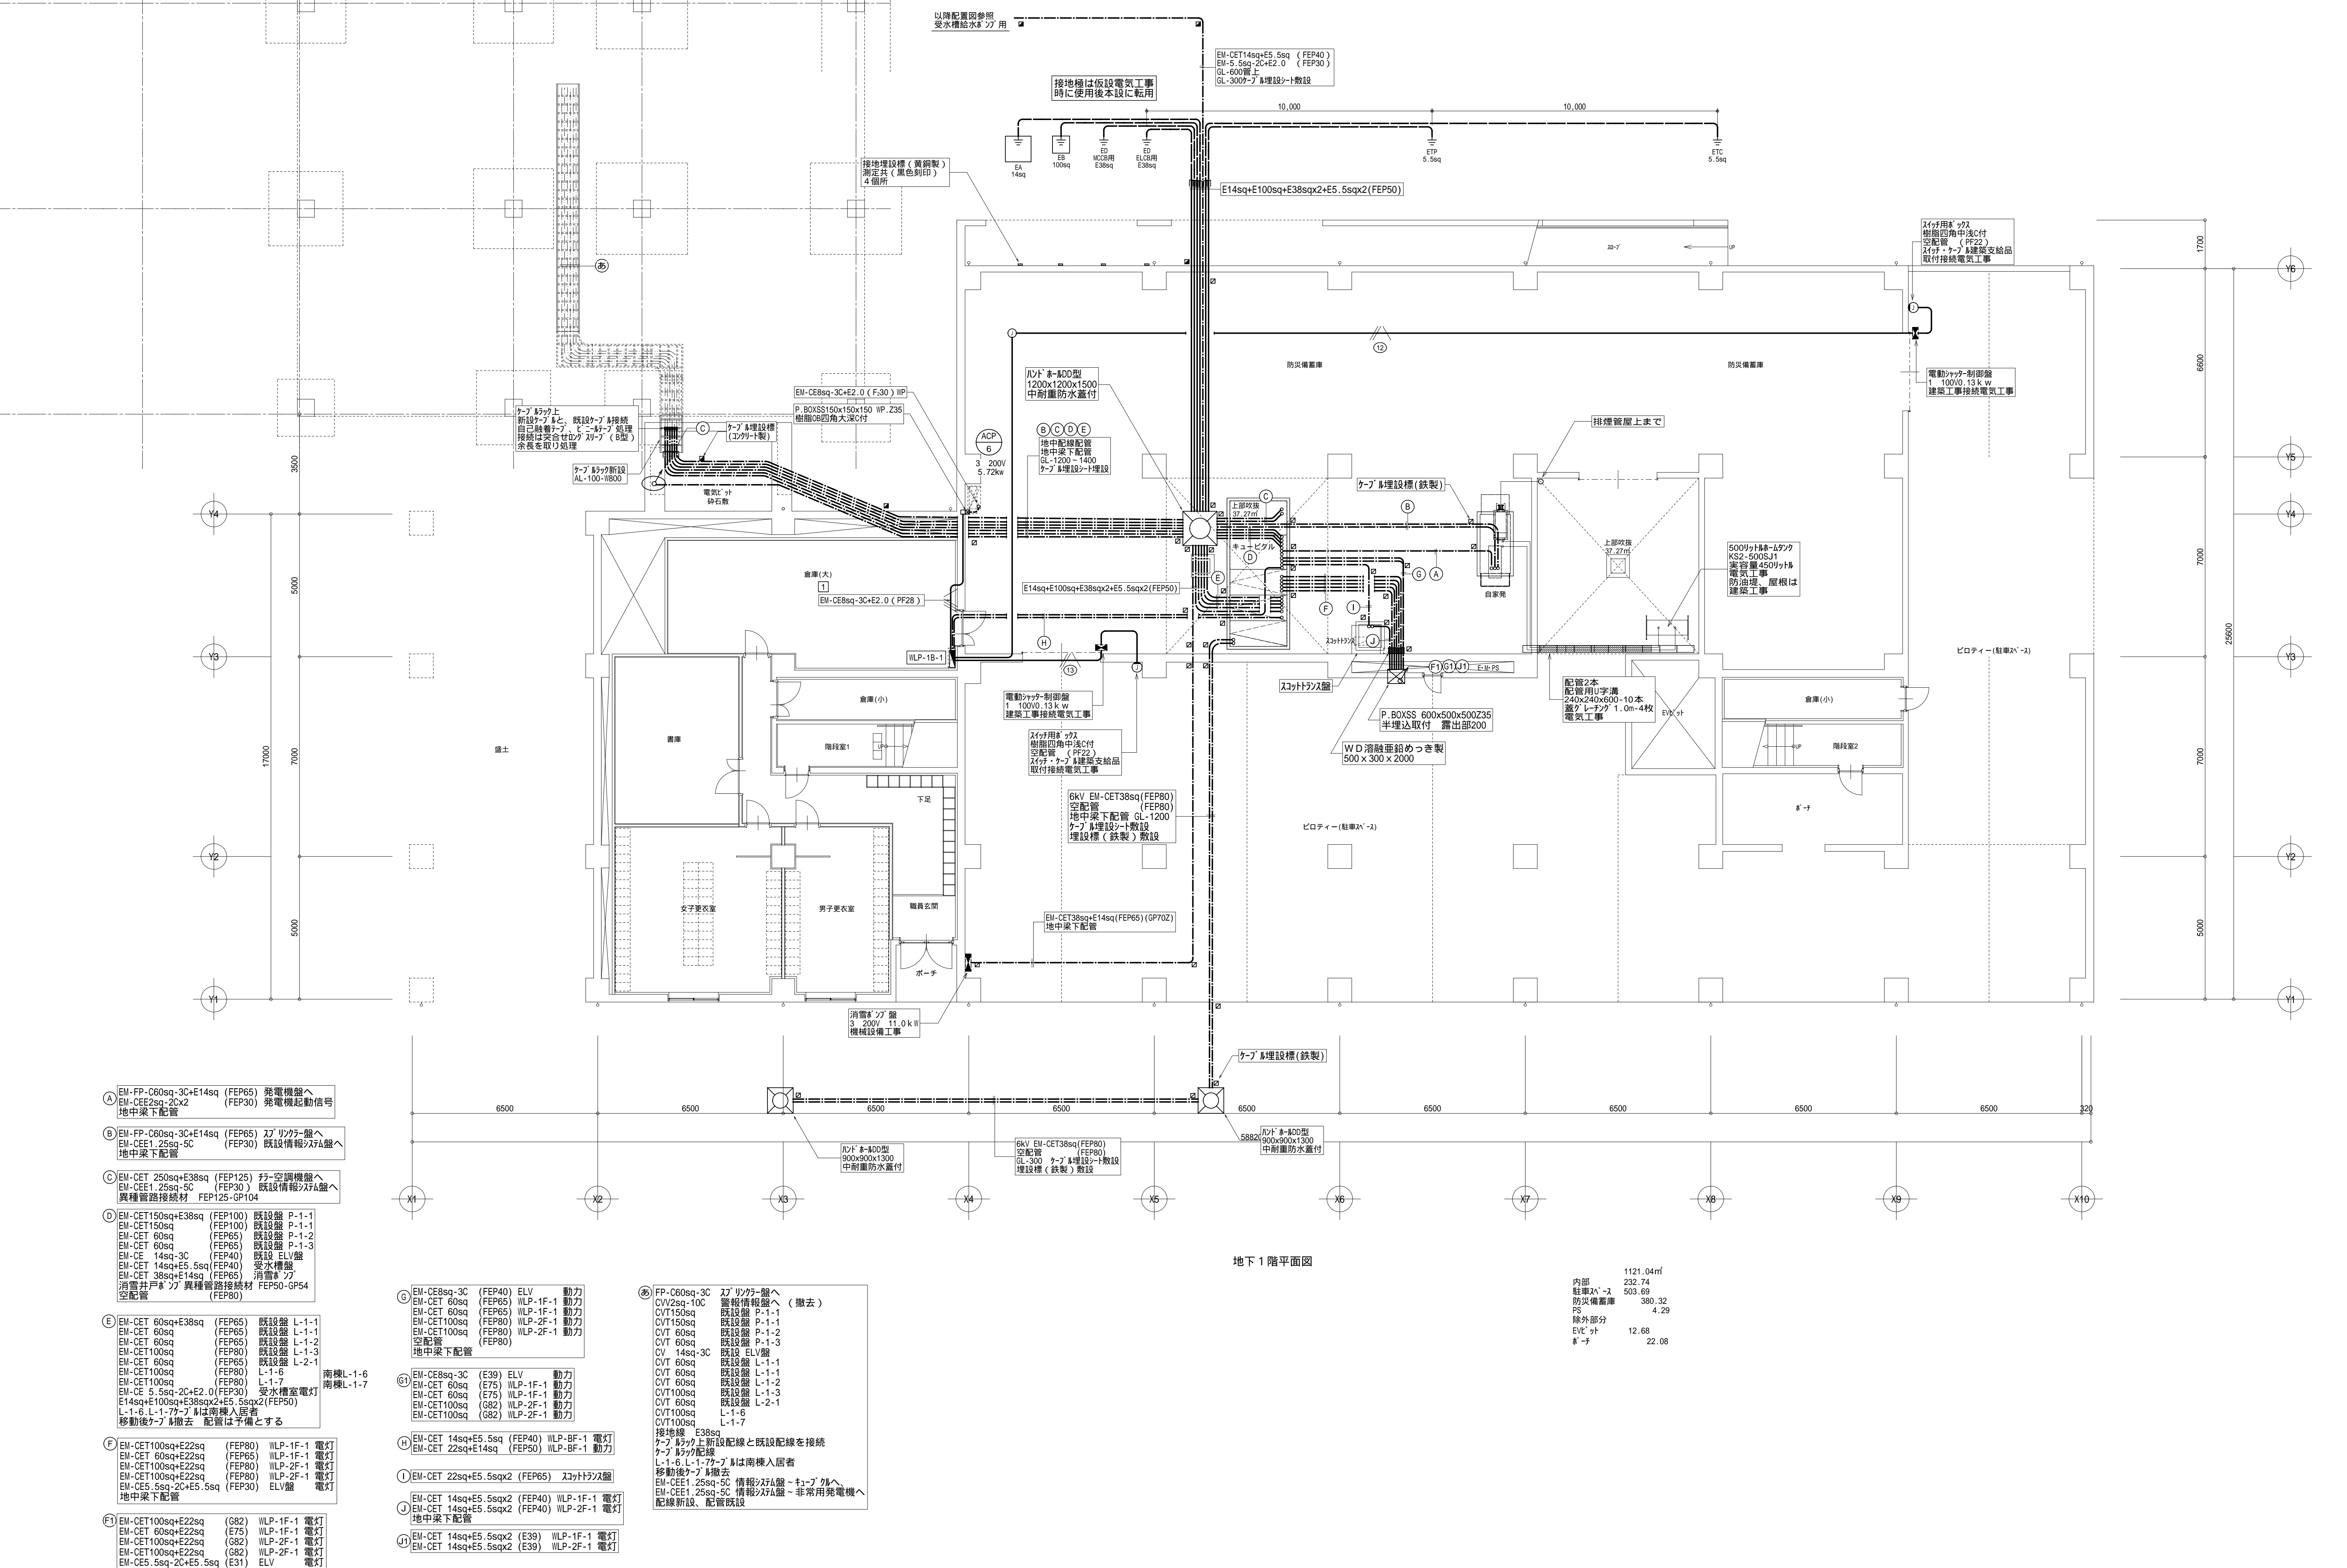 以降配置図参照
受水槽給水ﾎﾟﾝﾌﾟ用
EM-CET14sq+E5.5sq (FEP40)
EM-5.5sq-2C+E2.0 (FEP30)
GL-600管上
GL-300ｹｰﾌﾞﾙ埋設ｼｰﾄ敷設
接地極は仮設電気工事
時に使用後本設に転用
10,000
10,000
EA
14sq
EB
100sq
ED
MCCB用
E38sq
ED
ELCB用
E38sq
ETP
5.5sq
ETC
5.5sq
接地埋設標(黄銅製)
測定共(黒色刻印)
4個所
E14sq+E100sq+E38sqx2+E5.5sqx2(FEP50)
ｽﾛｰﾌﾟ
UP
ｽｲｯﾁ用ﾎﾞｯｸｽ
樹脂四角中浅C付
空配管 (PF22)
ｽｲｯﾁ・ｹｰﾌﾞﾙ建築支給品
取付接続電気工事
1700
Y6
あ
J
J
12
防災備蓄庫
防災備蓄庫
6600
電動ｼｬｯﾀｰ制御盤
1 100V0.13kw
建築工事接続電気工事
ﾊﾝﾄﾞﾎｰﾙDD型
1200x1200x1500
中耐重防水蓋付
EM-CE8sq-3C+E2.0(F₂30)WP
P.BOXSS150x150x150 WP.Z35
樹脂OB四角大深C付
ｹｰﾌﾞﾙﾗｯｸ上
新設ｹｰﾌﾞﾙと、既設ｹｰﾌﾞﾙ接続
自己融着ﾃｰﾌﾟ、ﾋﾞﾆｰﾙﾃｰﾌﾟ処理
接続は突合せﾛﾝｸﾞｽﾘｰﾌﾞ(B型)
余長を取り処理
C
ｹｰﾌﾞﾙ埋設標
(ｺﾝｸﾘｰﾄ製)
ACP
6
3 200V
5.72kw
B C D E
地中配線配管
地中梁下配管
GL-1200～1400
ｹｰﾌﾞﾙ埋設ｼｰﾄ埋設
排煙管屋上まで
3500
Y5
ｹｰﾌﾞﾙﾗｯｸ新設
AL-100-W800
電気ﾋﾟｯﾄ
砕石敷
ｹｰﾌﾞﾙ埋設標(鉄製)
C
上部吹抜
37.27㎡
B
Y4
Y4
キュービクル
D
上部吹抜
37.27㎡
500ﾘｯﾄﾙﾎｰﾑﾀﾝｸ
KS2-500SJ1
実容量450ﾘｯﾄﾙ
電気工事
防油堤、屋根は
建築工事
7000
倉庫(大)
1
5000
EM-CE8sq-3C+E2.0(PF28)
E14sq+E100sq+E38sqx2+E5.5sqx2(FEP50)
E
G A
自家発
F
I
H
ｽｺｯﾄﾄﾗﾝｽ
J
25600
Y3
WLP-1B-1
13
J
F1 G1 J1 E・M・PS
ピロティー(駐車ｽﾍﾟｰｽ)
Y3
倉庫(小)
電動ｼｬｯﾀｰ制御盤
1 100V0.13kw
建築工事接続電気工事
ｽｺｯﾄﾄﾗﾝｽ盤
配管2本
配管用U字溝
240x240x600-10本
蓋ｸﾞﾚｰﾁﾝｸﾞ1.0m-4枚
電気工事
EVﾋﾟｯﾄ
倉庫(小)
P.BOXSS 600x500x500Z35
半埋込取付 露出部200
書庫
階段室1
UP
盛土
17000
7000
ｽｲｯﾁ用ﾎﾞｯｸｽ
樹脂四角中浅C付
空配管 (PF22)
ｽｲｯﾁ・ｹｰﾌﾞﾙ建築支給品
取付接続電気工事
WD溶融亜鉛めっき製
500x300x2000
UP
階段室2
7000
下足
6kV EM-CET38sq(FEP80)
空配管 (FEP80)
地中梁下配管 GL-1200
ｹｰﾌﾞﾙ埋設ｼｰﾄ敷設
埋設標(鉄製)敷設
ﾎﾟｰﾁ
ピロティー(駐車ｽﾍﾟｰｽ)
Y2
Y2
女子更衣室
男子更衣室
職員玄関
EM-CET38sq+E14sq(FEP65)(GP70Z)
地中梁下配管
5000
5000
ポーチ
Y1
Y1
消雪ﾎﾟﾝﾌﾟ盤
3 200V 11.0kW
機械設備工事
ｹｰﾌﾞﾙ埋設標(鉄製)
6500
6500
6500
6500
6500
6500
6500
6500
6500
320
58820
ﾊﾝﾄﾞﾎｰﾙDD型
900x900x1300
中耐重防水蓋付
6kV EM-CET38sq(FEP80)
空配管 (FEP80)
GL-300 ｹｰﾌﾞﾙ埋設ｼｰﾄ敷設
埋設標(鉄製)敷設
ﾊﾝﾄﾞﾎｰﾙDD型
900x900x1300
中耐重防水蓋付
X1
X2
X3
X4
X5
X6
X7
X8
X9
X10
地下1階平面図
1121.04㎡
内部 232.74
駐車ｽﾍﾟｰｽ 503.69
防災備蓄庫 380.32
PS 4.29
除外部分
EVﾋﾟｯﾄ 12.68
ﾎﾟｰﾁ 22.08
A
EM-FP-C60sq-3C+E14sq (FEP65) 発電機盤へ
EM-CEE2sq-2Cx2 (FEP30) 発電機起動信号
地中梁下配管
B
EM-FP-C60sq-3C+E14sq (FEP65) ｽﾌﾟﾘﾝｸﾗｰ盤へ
EM-CEE1.25sq-5C (FEP30) 既設情報ｼｽﾃﾑ盤へ
地中梁下配管
C
EM-CET 250sq+E38sq (FEP125) ﾁﾗｰ空調機盤へ
EM-CEE1.25sq-5C (FEP30) 既設情報ｼｽﾃﾑ盤へ
異種管路接続材 FEP125-GP104
D
EM-CET150sq+E38sq (FEP100) 既設盤 P-1-1
EM-CET150sq (FEP100) 既設盤 P-1-1
EM-CET 60sq (FEP65) 既設盤 P-1-2
EM-CET 60sq (FEP65) 既設盤 P-1-3
EM-CE 14sq-3C (FEP40) 既設 ELV盤
EM-CET 14sq+E5.5sq(FEP40) 受水槽盤
EM-CET 38sq+E14sq (FEP65) 消雪ﾎﾟﾝﾌﾟ
消雪井戸ﾎﾟﾝﾌﾟ異種管路接続材 FEP50-GP54
空配管 (FEP80)
E
EM-CET 60sq+E38sq (FEP65) 既設盤 L-1-1
EM-CET 60sq (FEP65) 既設盤 L-1-1
EM-CET 60sq (FEP65) 既設盤 L-1-2
EM-CET100sq (FEP80) 既設盤 L-1-3
EM-CET 60sq (FEP65) 既設盤 L-2-1
EM-CET100sq (FEP80) L-1-6 南棟L-1-6
EM-CET100sq (FEP80) L-1-7 南棟L-1-7
EM-CE 5.5sq-2C+E2.0(FEP30) 受水槽室電灯
E14sq+E100sq+E38sqx2+E5.5sqx2(FEP50)
L-1-6.L-1-7ｹｰﾌﾞﾙは南棟入居者
移動後ｹｰﾌﾞﾙ撤去 配管は予備とする
F
EM-CET100sq+E22sq (FEP80) WLP-1F-1 電灯
EM-CET 60sq+E22sq (FEP65) WLP-1F-1 電灯
EM-CET100sq+E22sq (FEP80) WLP-2F-1 電灯
EM-CET100sq+E22sq (FEP80) WLP-2F-1 電灯
EM-CE5.5sq-2C+E5.5sq (FEP30) ELV盤 電灯
地中梁下配管
F1
EM-CET100sq+E22sq (G82) WLP-1F-1 電灯
EM-CET 60sq+E22sq (E75) WLP-1F-1 電灯
EM-CET100sq+E22sq (G82) WLP-2F-1 電灯
EM-CET100sq+E22sq (G82) WLP-2F-1 電灯
EM-CE5.5sq-2C+E5.5sq (E31) ELV 電灯
G
EM-CE8sq-3C (FEP40) ELV 動力
EM-CET 60sq (FEP65) WLP-1F-1 動力
EM-CET 60sq (FEP65) WLP-1F-1 動力
EM-CET100sq (FEP80) WLP-2F-1 動力
EM-CET100sq (FEP80) WLP-2F-1 動力
空配管 (FEP80)
地中梁下配管
G1
EM-CE8sq-3C (E39) ELV 動力
EM-CET 60sq (E75) WLP-1F-1 動力
EM-CET 60sq (E75) WLP-1F-1 動力
EM-CET100sq (G82) WLP-2F-1 動力
EM-CET100sq (G82) WLP-2F-1 動力
H
EM-CET 14sq+E5.5sq (FEP40) WLP-BF-1 電灯
EM-CET 22sq+E14sq (FEP50) WLP-BF-1 動力
I
EM-CET 22sq+E5.5sqx2 (FEP65) ｽｺｯﾄﾄﾗﾝｽ盤
J
EM-CET 14sq+E5.5sqx2 (FEP40) WLP-1F-1 電灯
EM-CET 14sq+E5.5sqx2 (FEP40) WLP-2F-1 電灯
地中梁下配管
J1
EM-CET 14sq+E5.5sqx2 (E39) WLP-1F-1 電灯
EM-CET 14sq+E5.5sqx2 (E39) WLP-2F-1 電灯
あ
FP-C60sq-3C ｽﾌﾟﾘﾝｸﾗｰ盤へ
CVV2sq-10C 警報情報盤へ (撤去)
CVT150sq 既設盤 P-1-1
CVT150sq 既設盤 P-1-1
CVT 60sq 既設盤 P-1-2
CVT 60sq 既設盤 P-1-3
CV 14sq-3C 既設 ELV盤
CVT 60sq 既設盤 L-1-1
CVT 60sq 既設盤 L-1-1
CVT 60sq 既設盤 L-1-2
CVT100sq 既設盤 L-1-3
CVT 60sq 既設盤 L-2-1
CVT100sq L-1-6
CVT100sq L-1-7
接地線 E38sq
ｹｰﾌﾞﾙﾗｯｸ上新設配線と既設配線を接続
ｹｰﾌﾞﾙﾗｯｸ配線
L-1-6.L-1-7ｹｰﾌﾞﾙは南棟入居者
移動後ｹｰﾌﾞﾙ撤去
EM-CEE1.25sq-5C 情報ｼｽﾃﾑ盤～ｷｭｰﾋﾞｸﾙへ、
EM-CEE1.25sq-5C 情報ｼｽﾃﾑ盤～非常用発電機へ
配線新設、配管既設